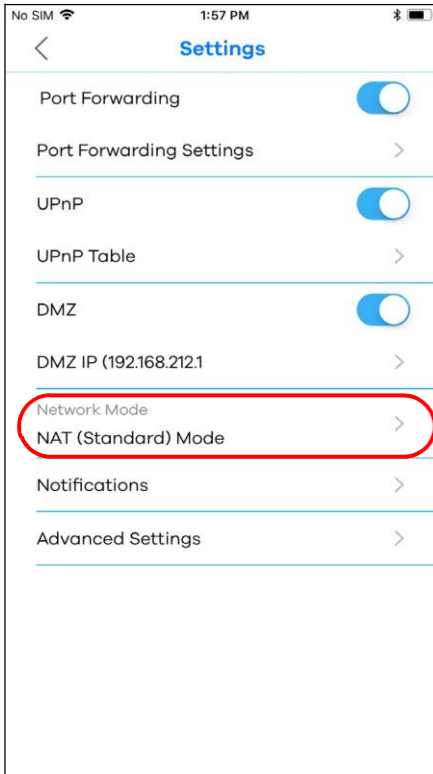 No SIM 1:57 PM
Settings
Port Forwarding
Port Forwarding Settings
UPnP
UPnP Table
DMZ
DMZ IP (192.168.212.1
Network Mode
NAT (Standard) Mode
Notifications
Advanced Settings